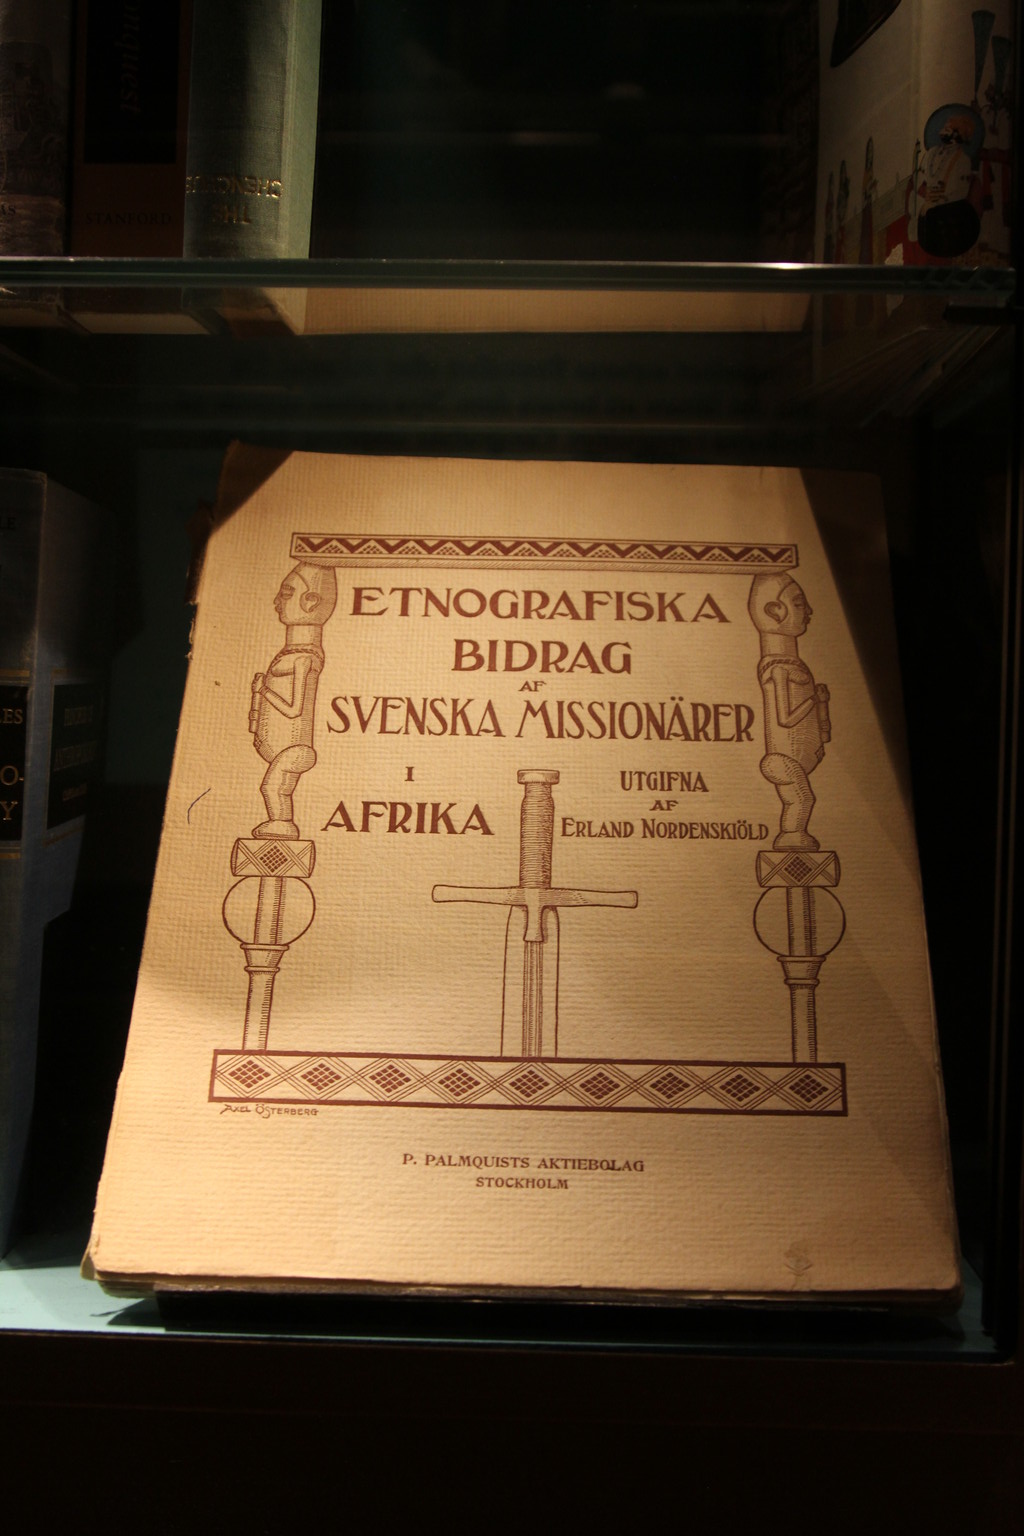 STANFORD
ETNOGRAFISKA
BIDRAG
AF
SVENSKA MISSIONÄRER
I
AFRIKA
UTGIFNA
AF
ERLAND NORDENSKIÖLD
AXEL ÖSTERBERG
P. PALMQUISTS AKTIEBOLAG
STOCKHOLM